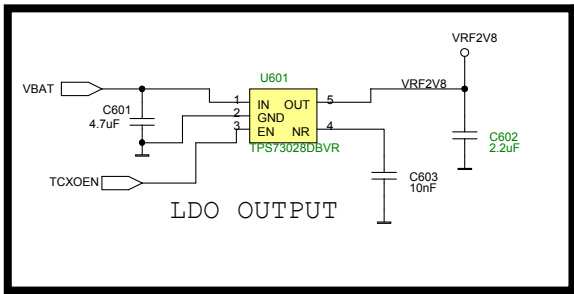 VRF2V8
U601
VBAT
VRF2V8
C601
4.7uF
1 IN OUT 5
2 GND
3 EN NR 4
TPS73028DBVR
C602
2.2uF
TCXOEN
C603
10nF
LDO OUTPUT